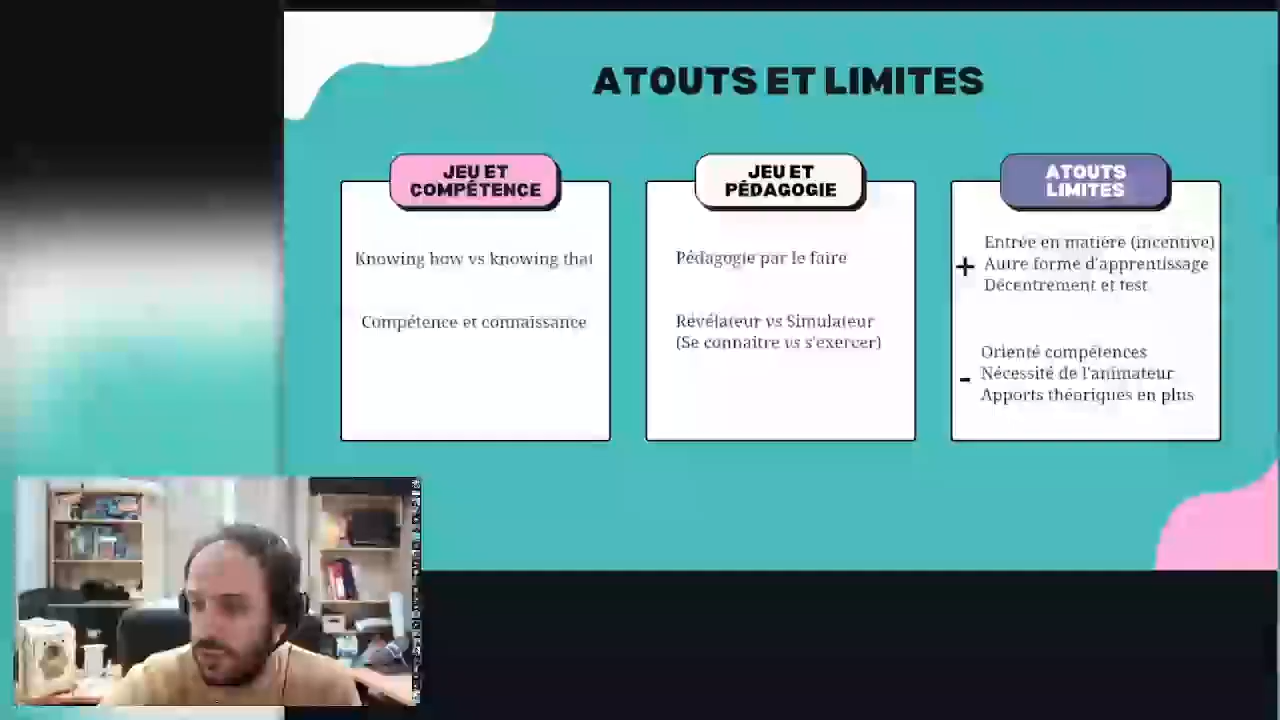 ATOUTS ET LIMITES
JEU ET
COMPÉTENCE
Knowing how vs knowing that
Compétence et connaissance
JEU ET
PÉDAGOGIE
Pédagogie par le faire
Révélateur vs Simulateur
(Se connaitre vs s'exercer)
ATOUTS
LIMITES
+
Entrée en matière (incentive)
Autre forme d'apprentissage
Décentrement et test
-
Orienté compétences
Nécessité de l'animateur
Apports théoriques en plus